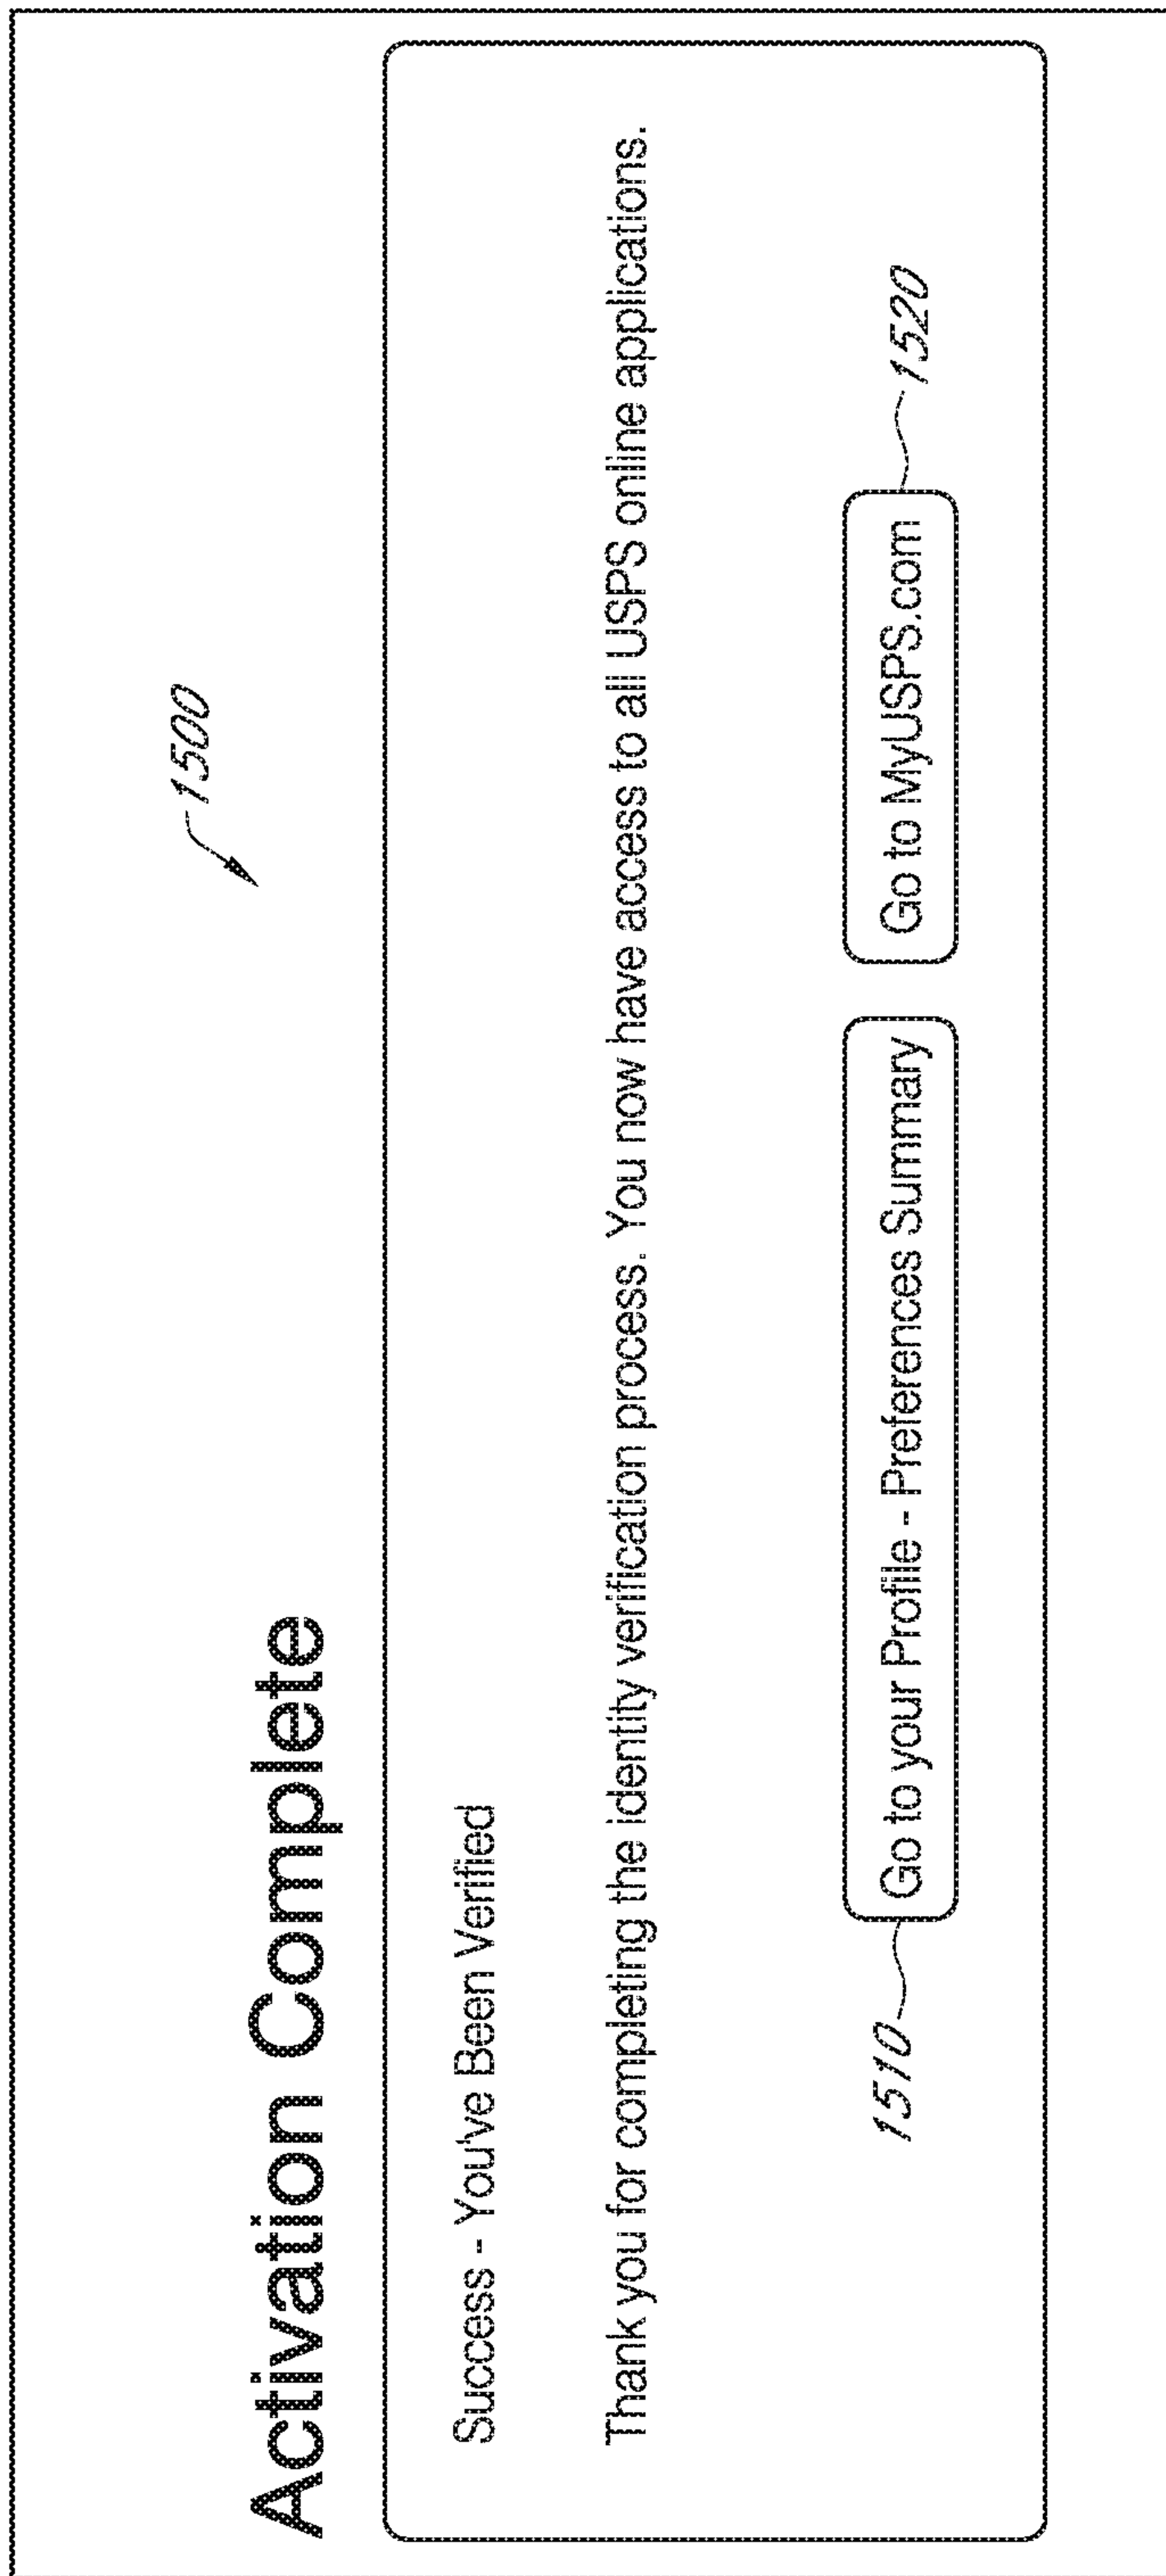 1500
Activation Complete
Success - You've Been Verified
Thank you for completing the identity verification process. You now have access to all USPS online applications.
1510 Go to your Profile - Preferences Summary Go to MyUSPS.com 1520